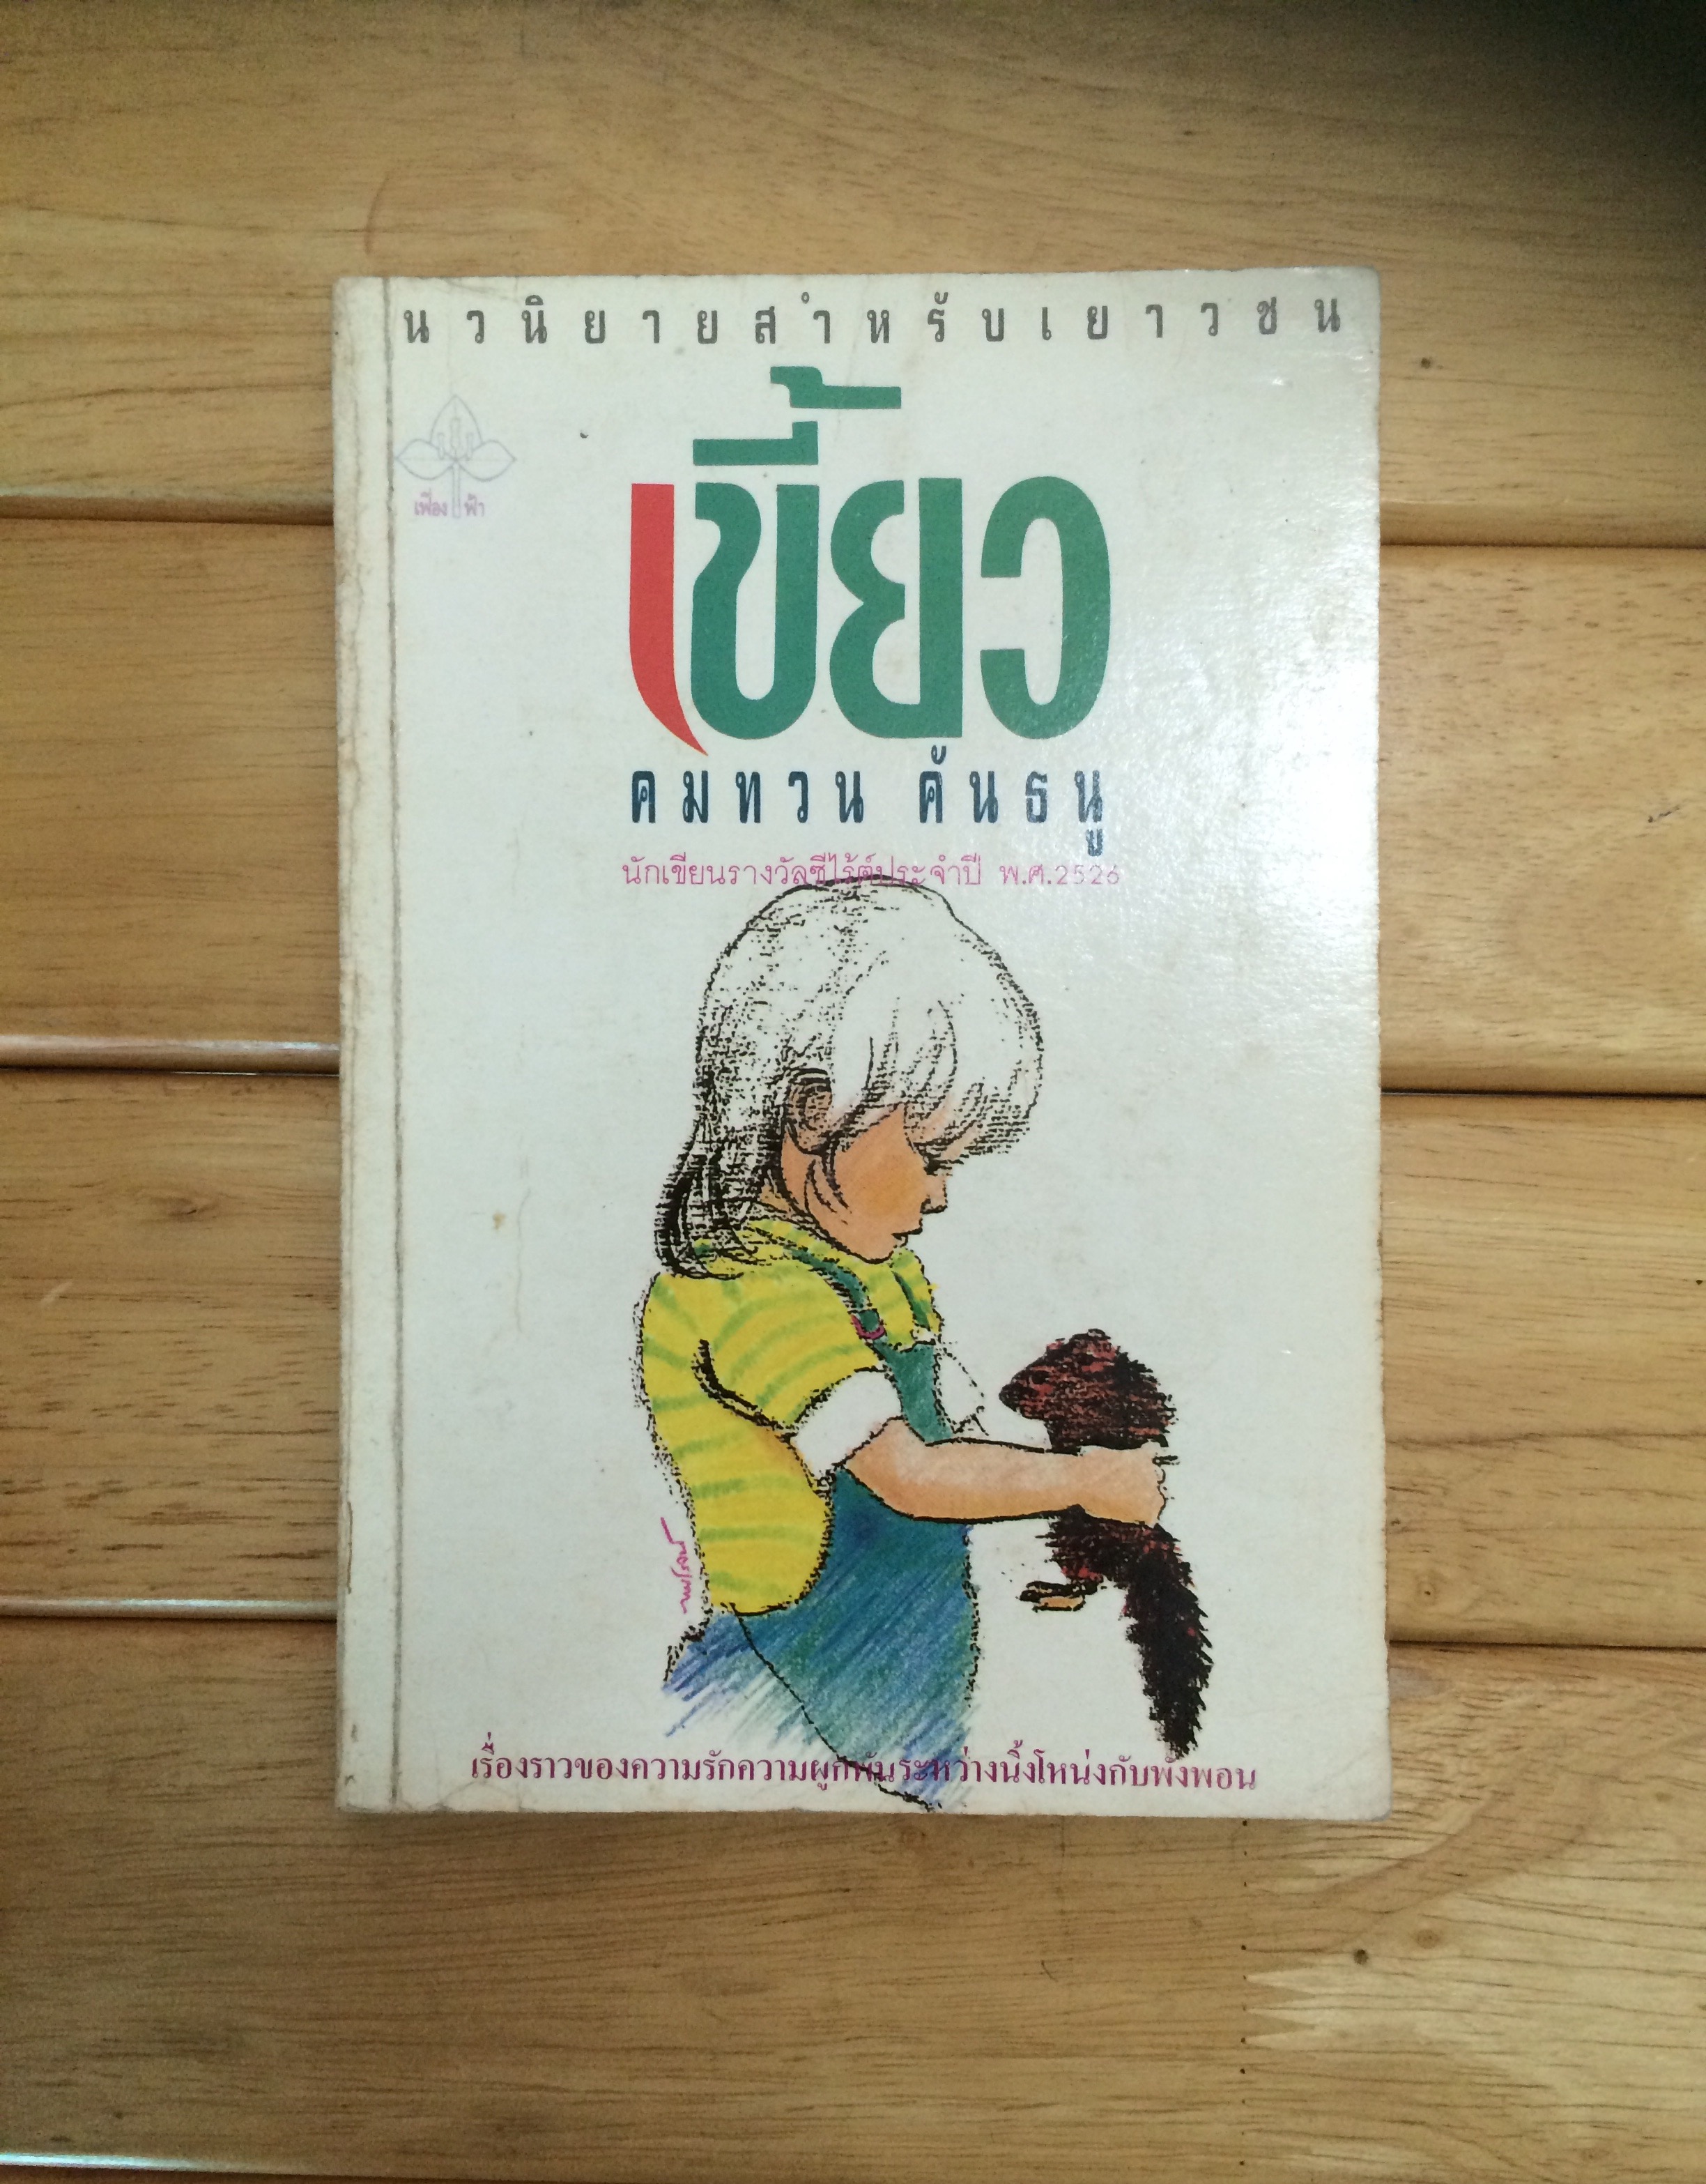 นวนิยายสำหรับเยาวชน
เฟื่องฟ้า
เขี้ยว
คมทวน คันธนู
นักเขียนรางวัลซีไร้ต์ประจำปี พ.ศ.2526
เรื่องราวของความรักความผูกพันระหว่างนิ้งโหน่งกับพังพอน